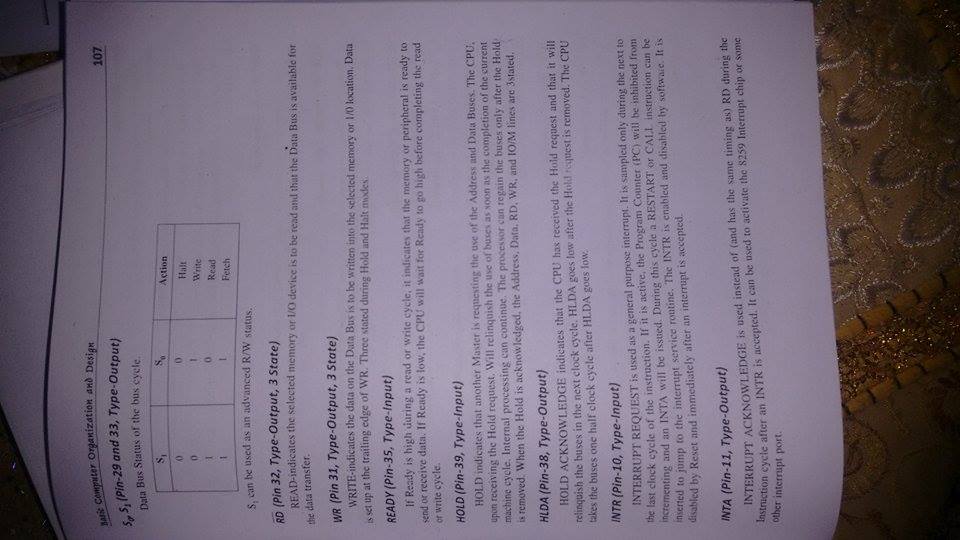 Basic Computer Organization and Design 107
S₀, S₁ (Pin-29 and 33, Type-Output)
Data Bus Status of the bus cycle.
S₁ S₀ Action
0 0 Halt
0 1 Write
1 0 Read
1 1 Fetch
S₁ can be used as an advanced R/W status.
RD (Pin 32, Type-Output, 3 State)
READ-indicates the selected memory or I/O device is to be read and that the Data Bus is available for
the data transfer.
WR (Pin 31, Type-Output, 3 State)
WRITE-indicates the data on the Data Bus is to be written into the selected memory or I/0 location. Data
is set up at the trailing edge of WR. Three stated during Hold and Halt modes.
READY (Pin-35, Type-Input)
If Ready is high during a read or write cycle, it indicates that the memory or peripheral is ready to
send or receive data. If Ready is low, the CPU will wait for Ready to go high before completing the read
or write cycle.
HOLD (Pin-39, Type-Input)
HOLD indicates that another Master is requesting the use of the Address and Data Buses. The CPU,
upon receiving the Hold request. Will relinquish the use of buses as soon as the completion of the current
machine cycle. Internal processing can continue. The processor can regain the buses only after the Hold
is removed. When the Hold is acknowledged, the Address, Data, RD, WR, and IO/M lines are 3stated.
HLDA (Pin-38, Type-Output)
HOLD ACKNOWLEDGE indicates that the CPU has received the Hold request and that it will
relinquish the buses in the next clock cycle. HLDA goes low after the Hold request is removed. The CPU
takes the buses one half clock cycle after HLDA goes low.
INTR (Pin-10, Type-Input)
INTERRUPT REQUEST is used as a general purpose interrupt. It is sampled only during the next to
the last clock cycle of the instruction. If it is active, the Program Counter (PC) will be inhibited from
incrementing and an INTA will be issued. During this cycle a RESTART or CALL instruction can be
inserted to jump to the interrupt service routine. The INTR is enabled and disabled by software. It is
disabled by Reset and immediately after an interrupt is accepted.
INTA (Pin-11, Type-Output)
INTERRUPT ACKNOWLEDGE is used instead of (and has the same timing as) RD during the
Instruction cycle after an INTR is accepted. It can be used to activate the 8259 Interrupt chip or some
other interrupt port.